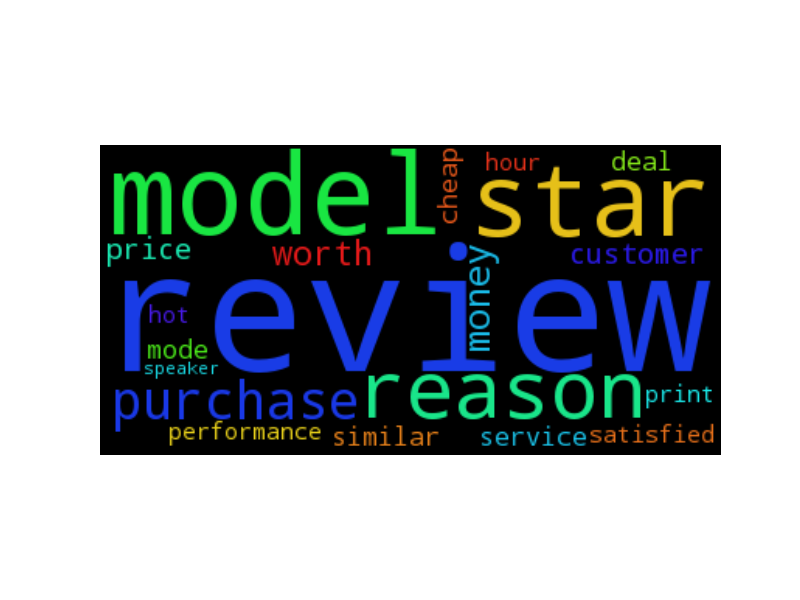 model
cheap
hour
deal
star
price
worth
money
customer
review
hot
mode
speaker
purchase
reason
print
performance
similar
service
satisfied